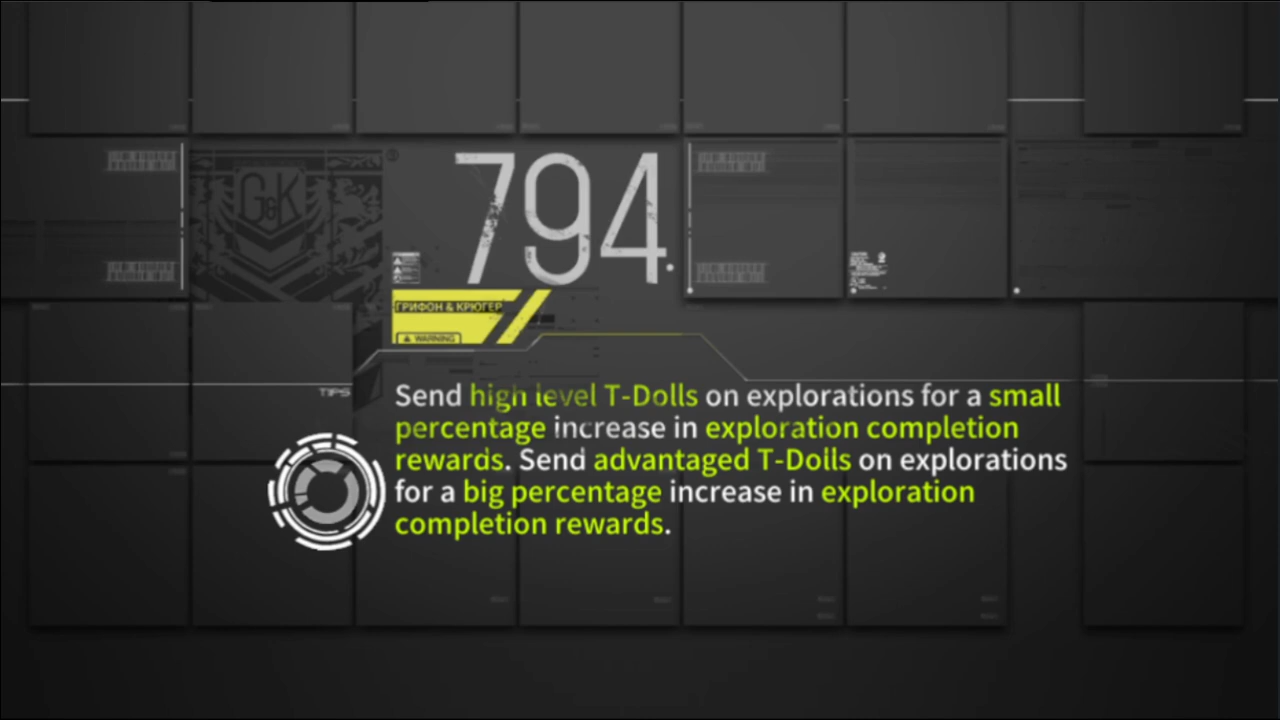 G&K
794.
ГРИФОН & КРЮГЕР
WARNING
TIPS
Send high level T-Dolls on explorations for a small
percentage increase in exploration completion
rewards. Send advantaged T-Dolls on explorations
for a big percentage increase in exploration
completion rewards.